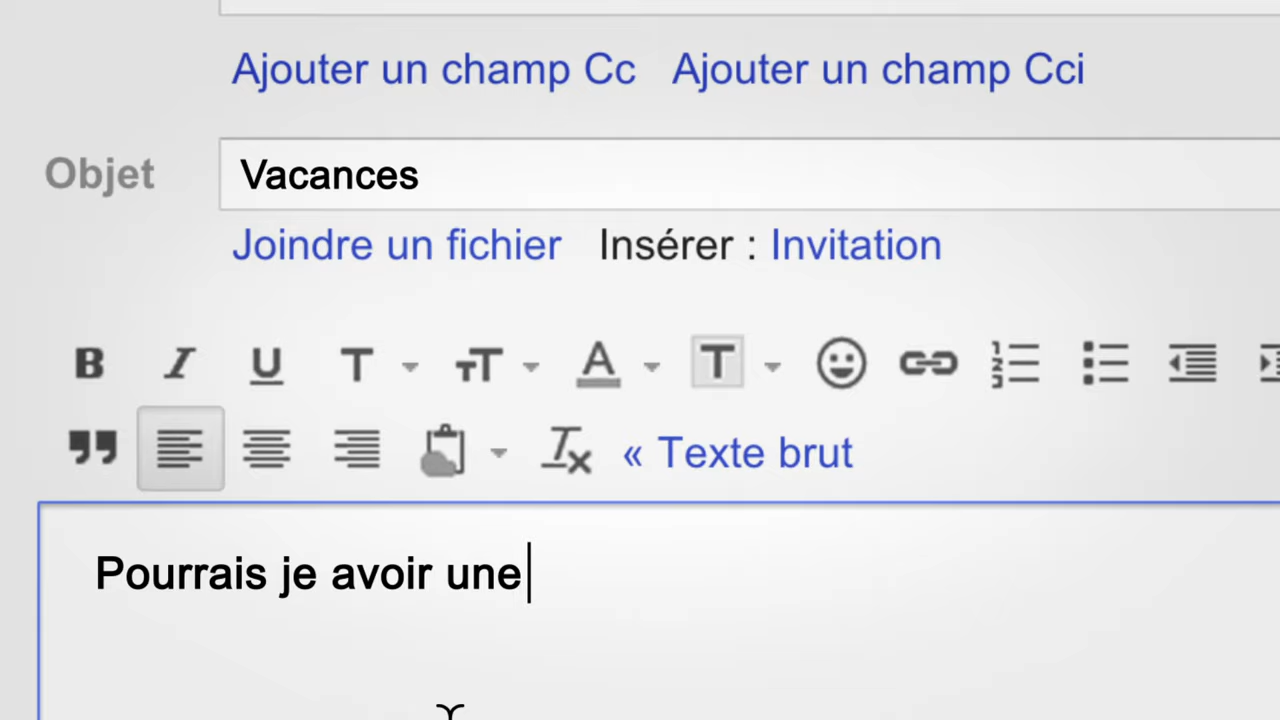 Ajouter un champ Cc Ajouter un champ Cci
Objet Vacances
Joindre un fichier Insérer : Invitation
B I U T TT A T
« Texte brut
Pourrais je avoir une